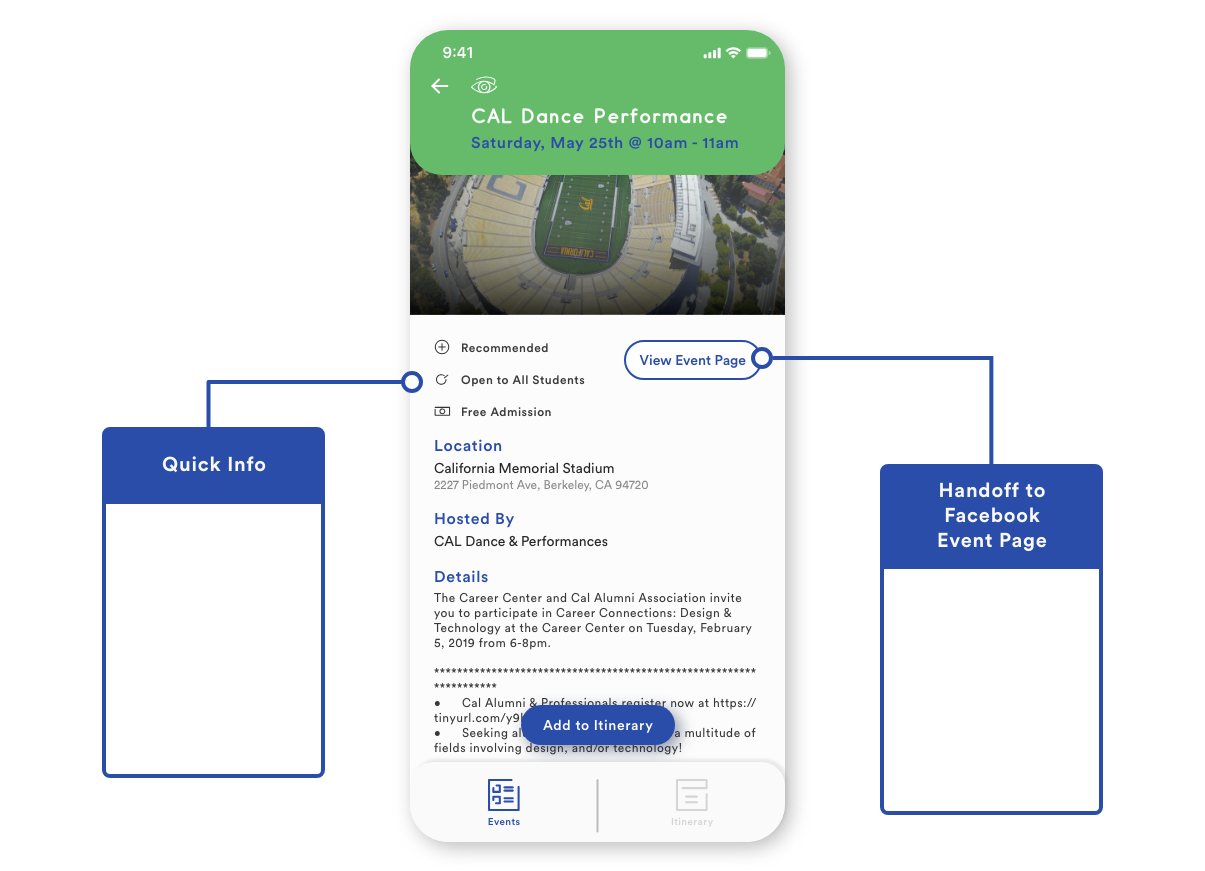 9:41
CAL Dance Performance
Saturday, May 25th @ 10am - 11am
CALIFORNIA
Recommended
View Event Page
Open to All Students
Free Admission
Quick Info
Handoff to
Facebook
Event Page
Location
California Memorial Stadium
2227 Piedmont Ave, Berkeley, CA 94720
Hosted By
CAL Dance & Performances
Details
The Career Center and Cal Alumni Association invite
you to participate in Career Connections: Design &
Technology at the Career Center on Tuesday, February
5, 2019 from 6-8pm.
********************************************************
***********
● Cal Alumni & Professionals register now at https://
tinyurl.com/y9
● Seeking a multitude of
fields involving design, and/or technology!
Add to Itinerary
Events
Itinerary